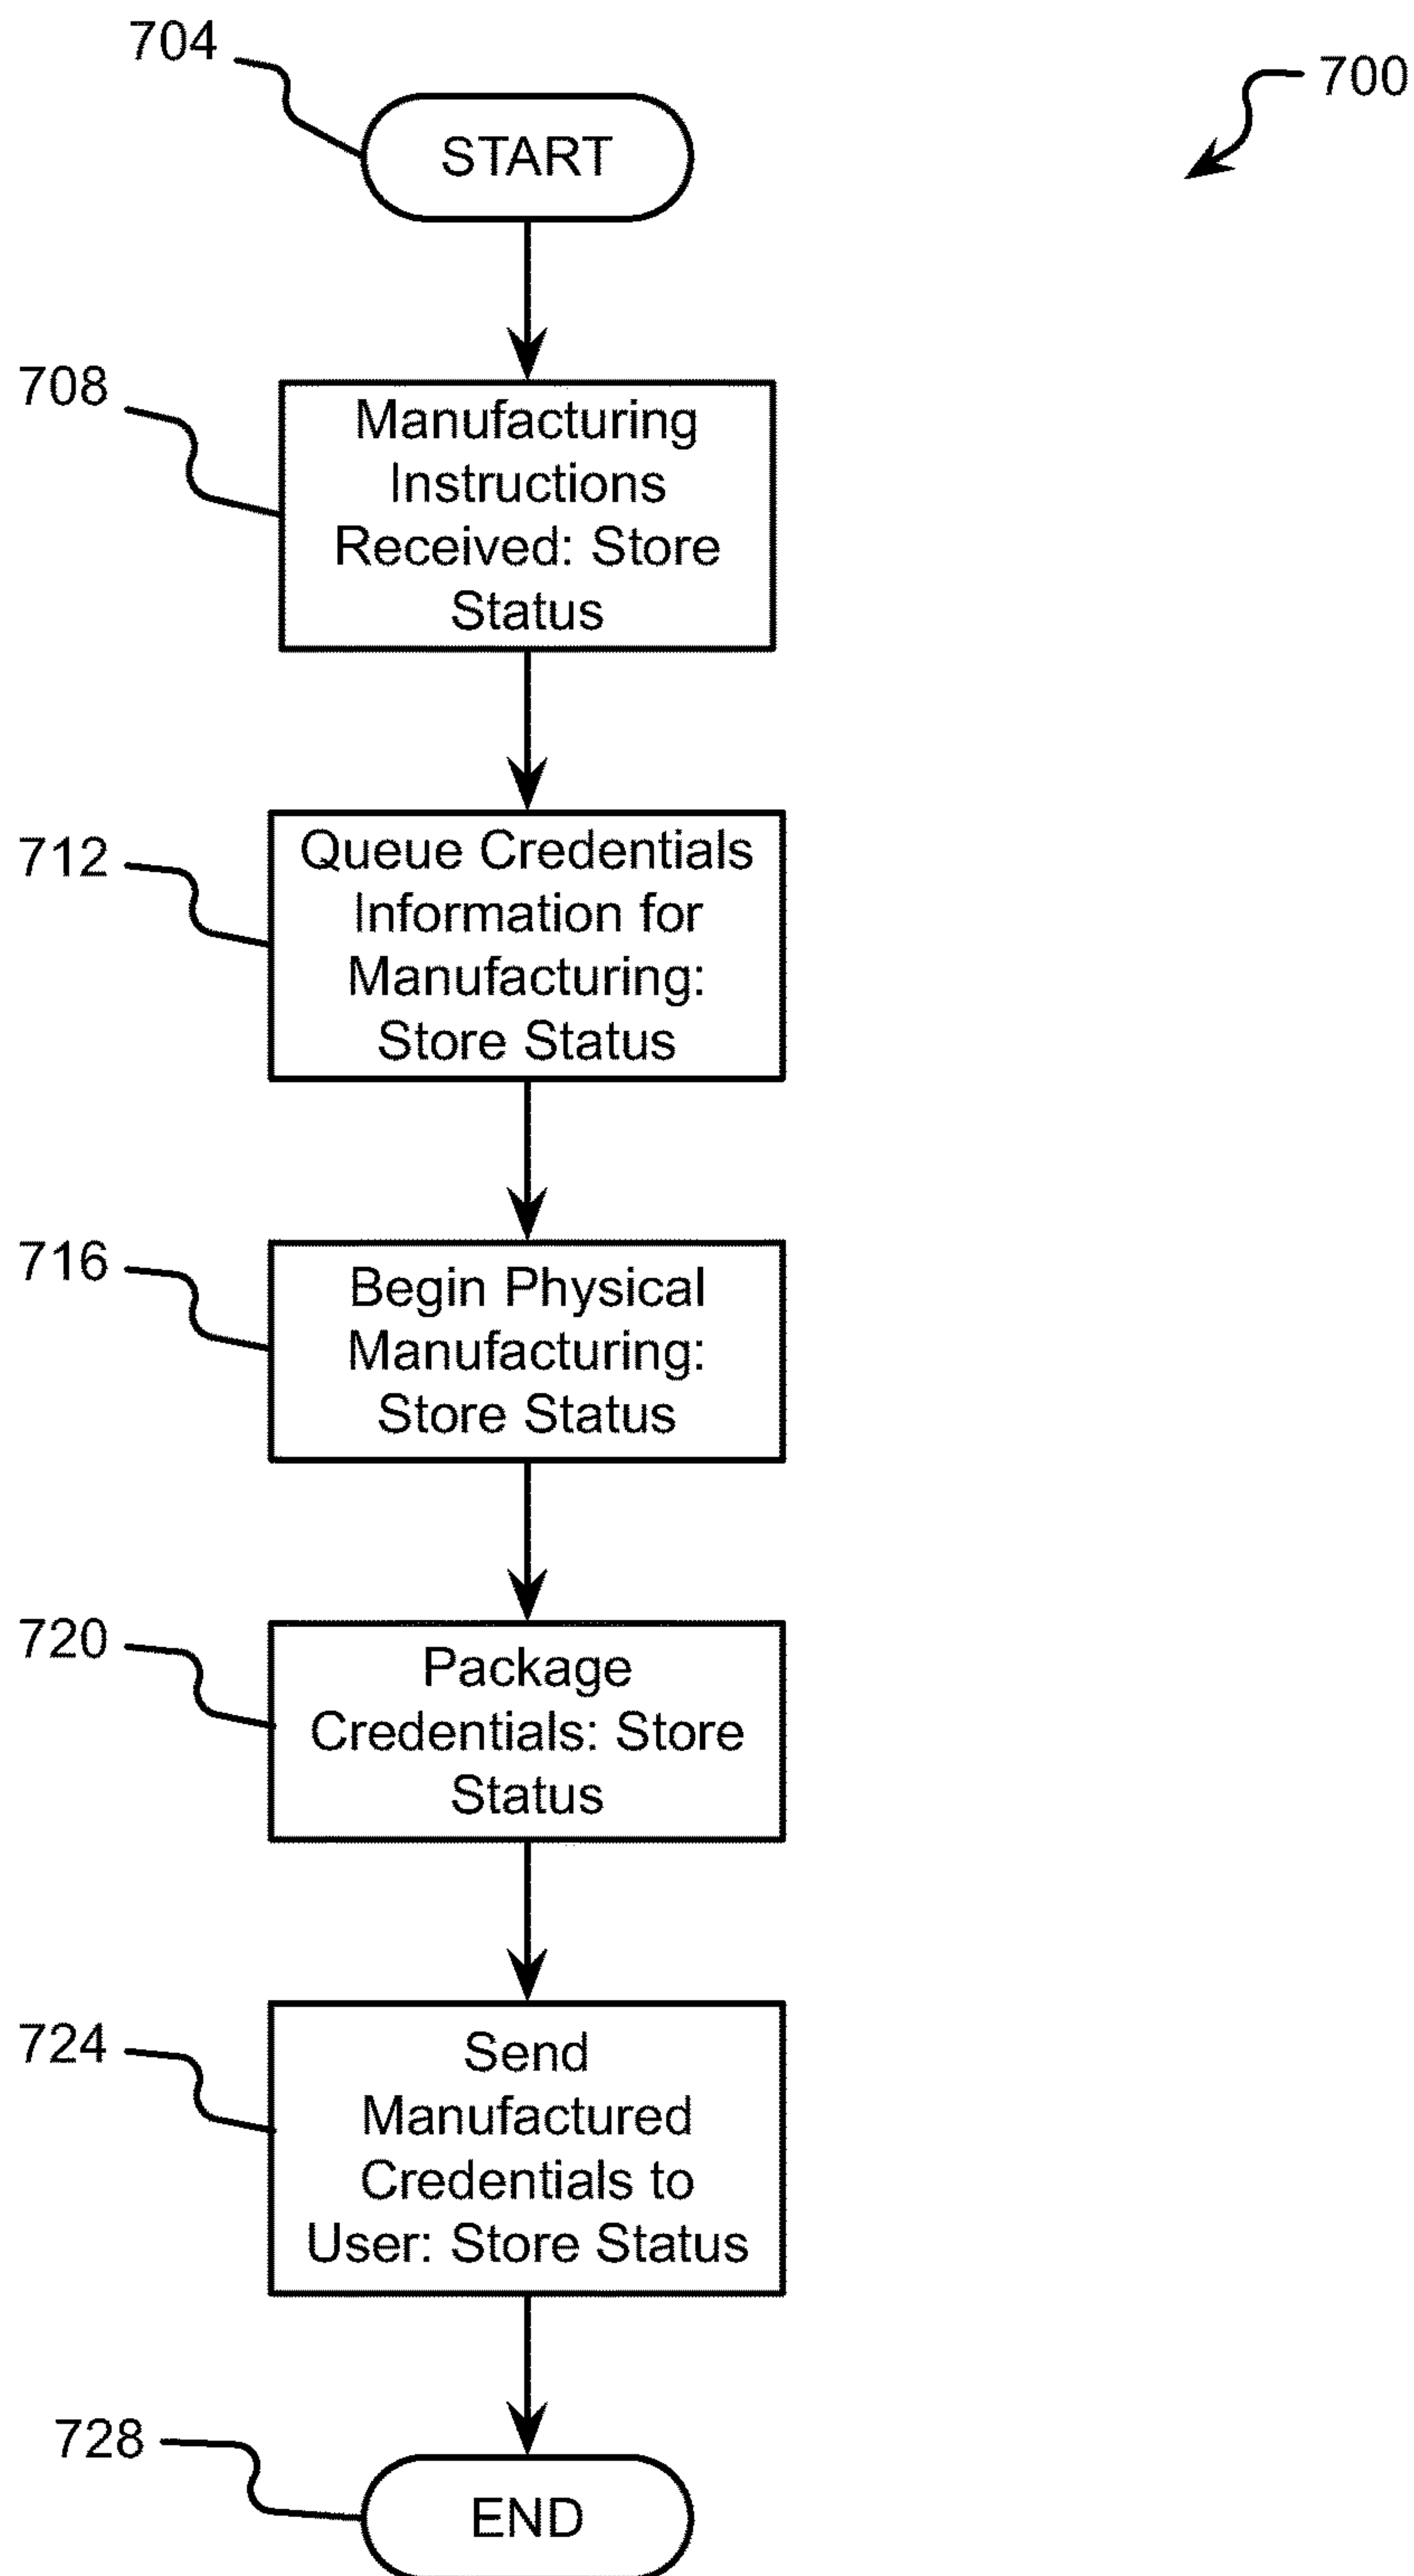 704
700
START
708
Manufacturing
Instructions
Received: Store
Status
712
Queue Credentials
Information for
Manufacturing:
Store Status
716
Begin Physical
Manufacturing:
Store Status
720
Package
Credentials: Store
Status
724
Send
Manufactured
Credentials to
User: Store Status
728
END